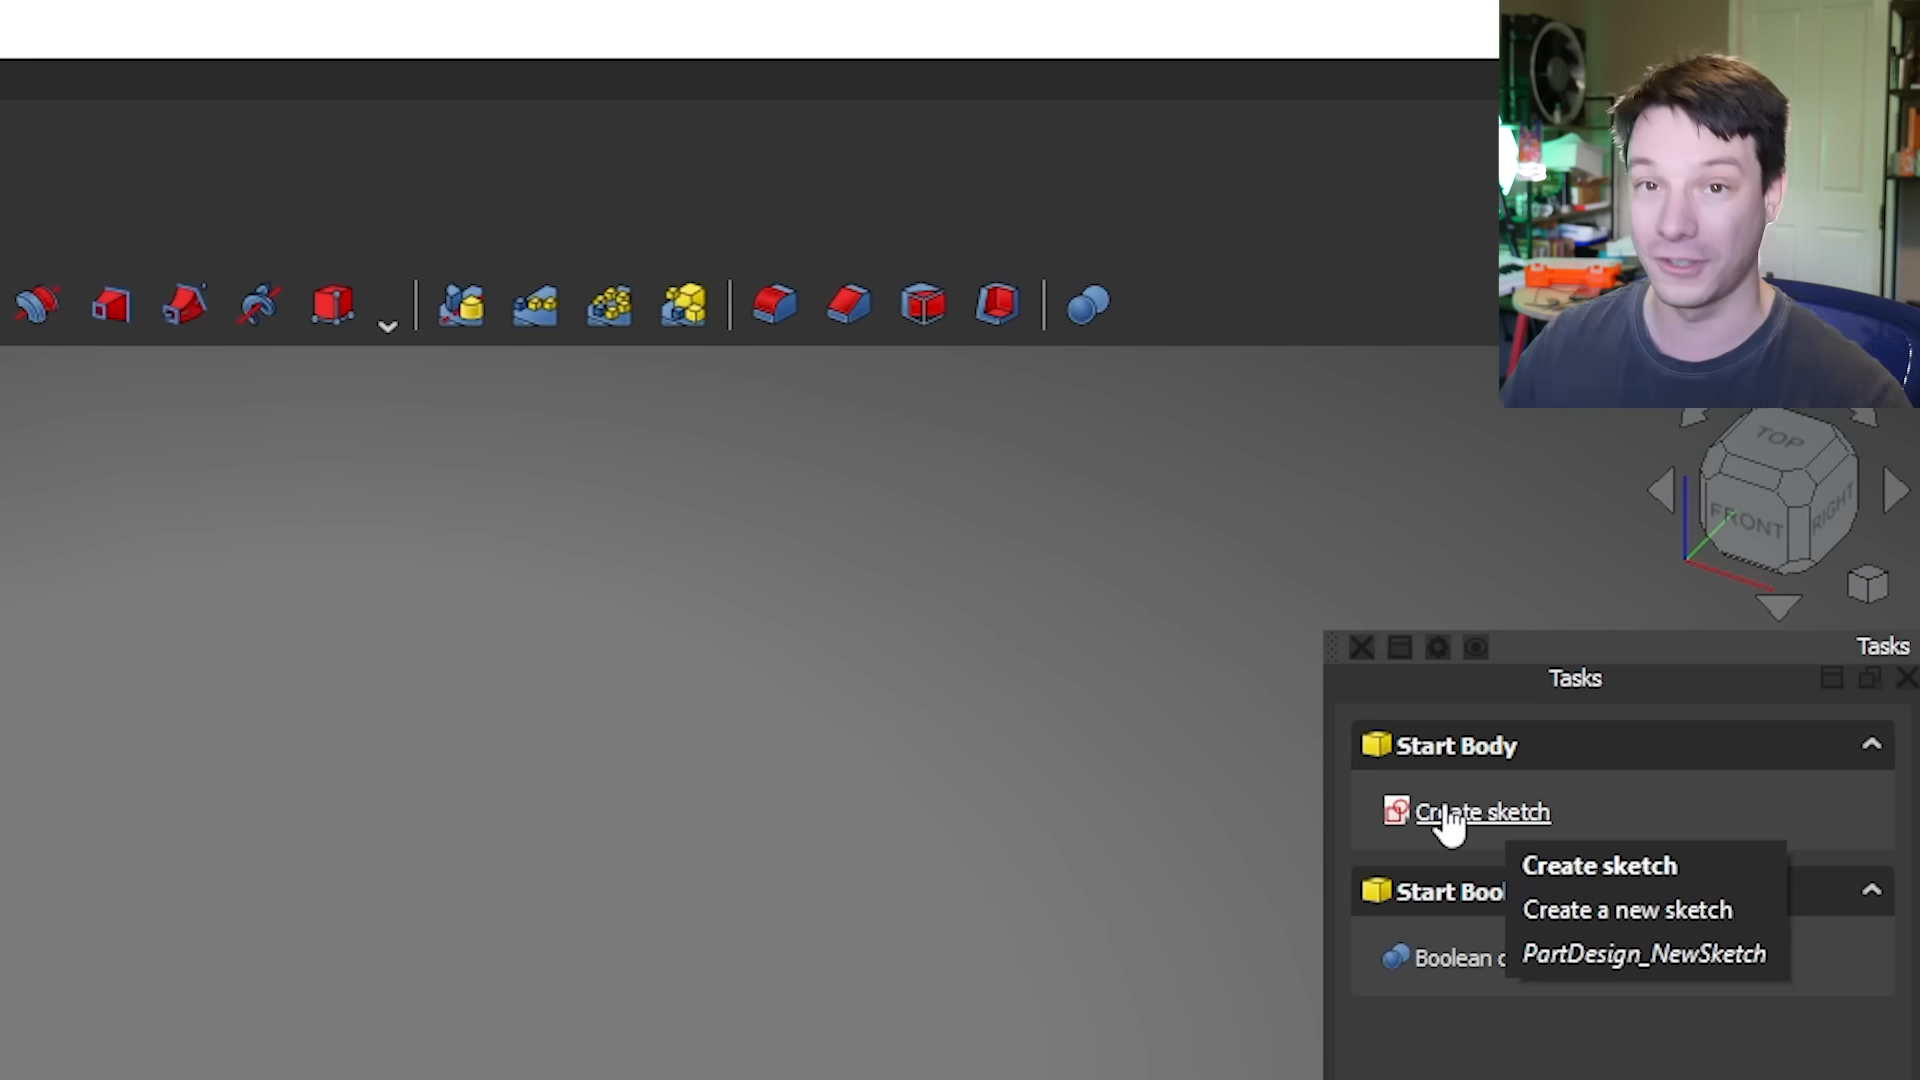 TOP
FRONT
RIGHT
Tasks
Tasks
Start Body
Create sketch
Create sketch
Start Bool
Create a new sketch
Boolean
PartDesign_NewSketch